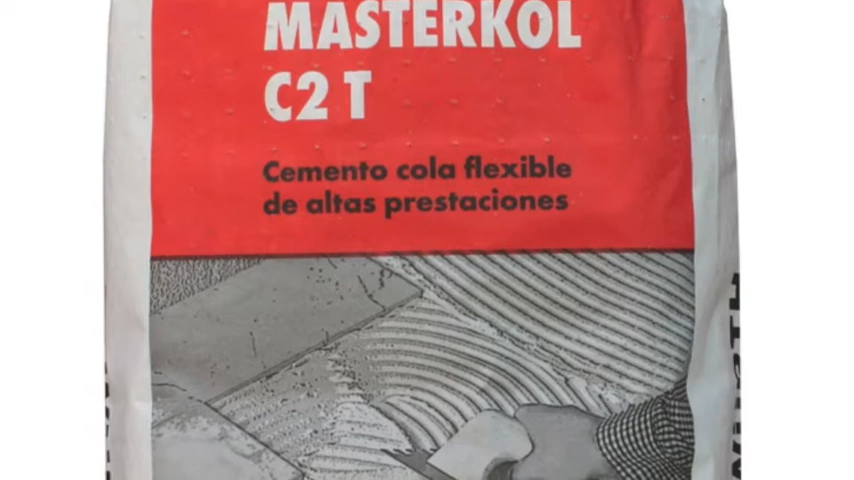 MASTERKOL
C2 T
Cemento cola flexible
de altas prestaciones